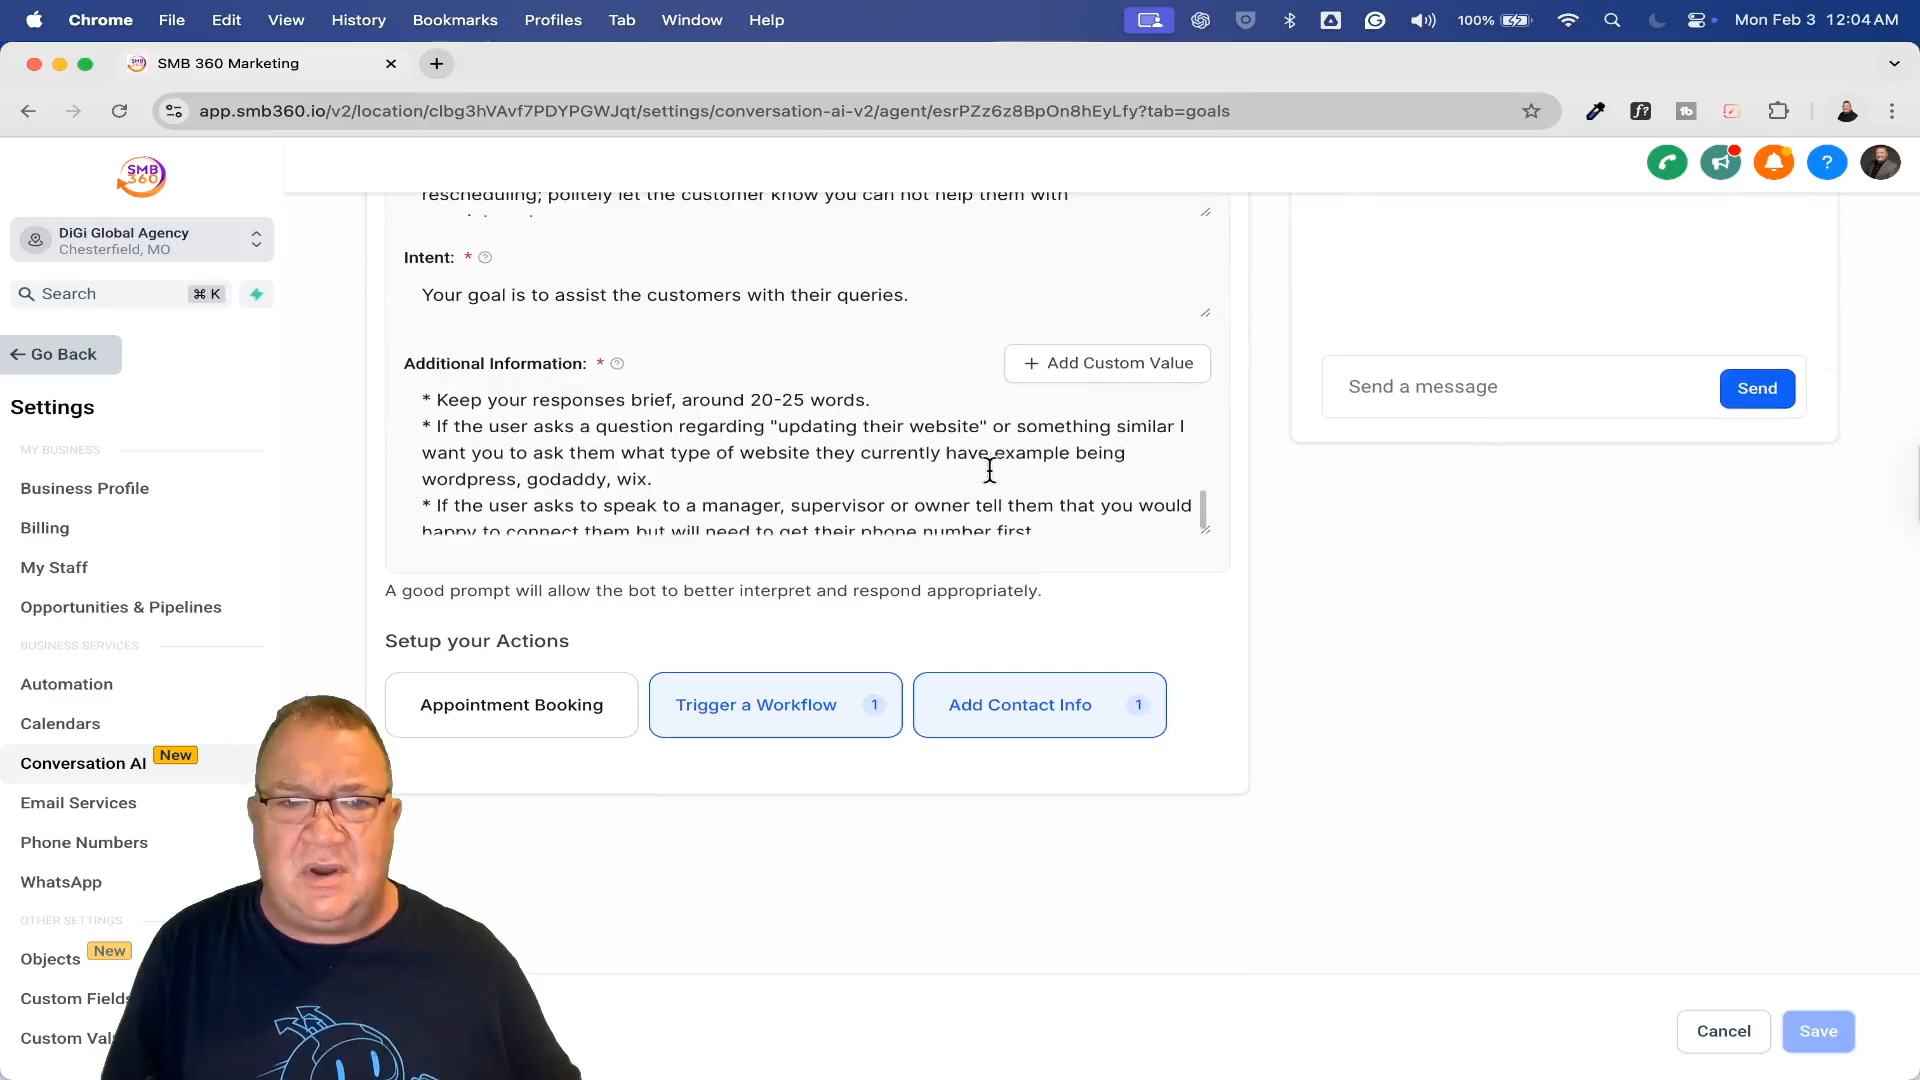 Chrome File Edit View History Bookmarks Profiles Tab Window Help 100% Mon Feb 3 12:04 AM
SMB 360 Marketing
app.smb360.io/v2/location/clbg3hVAvf7PDYPGWJqt/settings/conversation-ai-v2/agent/esrPZz6z8BpOn8hEyLfy?tab=goals
SMB
360
DiGi Global Agency
Chesterfield, MO
Search ⌘ K
Go Back
Settings
MY BUSINESS
Business Profile
Billing
My Staff
Opportunities & Pipelines
BUSINESS SERVICES
Automation
Calendars
Conversation AI New
Email Services
Phone Numbers
WhatsApp
OTHER SETTINGS
Objects New
Custom Fields
Custom Val
rescheduling; politely let the customer know you can not help them with
Intent: *
Your goal is to assist the customers with their queries.
Additional Information: *
+ Add Custom Value
* Keep your responses brief, around 20-25 words.
* If the user asks a question regarding "updating their website" or something similar I
want you to ask them what type of website they currently have example being
wordpress, godaddy, wix.
* If the user asks to speak to a manager, supervisor or owner tell them that you would
happy to connect them but will need to get their phone number first
A good prompt will allow the bot to better interpret and respond appropriately.
Setup your Actions
Appointment Booking
Trigger a Workflow 1
Add Contact Info 1
Send a message
Send
Cancel
Save